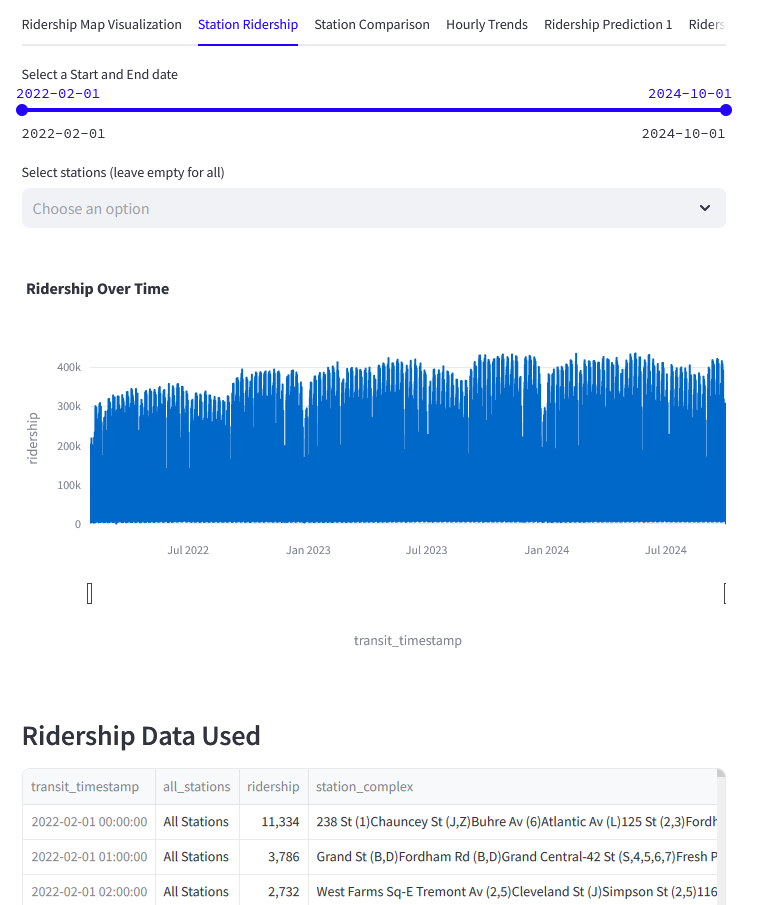 Ridership Map Visualization Station Ridership Station Comparison Hourly Trends Ridership Prediction 1 Riders
Select a Start and End date
2022-02-01 2024-10-01
2022-02-01 2024-10-01
Select stations (leave empty for all)
Choose an option
Ridership Over Time
400k
300k
200k
100k
0
ridership
Jul 2022 Jan 2023 Jul 2023 Jan 2024 Jul 2024
transit_timestamp
Ridership Data Used
transit_timestamp all_stations ridership station_complex
2022-02-01 00:00:00 All Stations 11,334 238 St (1)Chauncey St (J,Z)Buhre Av (6)Atlantic Av (L)125 St (2,3)Fordh
2022-02-01 01:00:00 All Stations 3,786 Grand St (B,D)Fordham Rd (B,D)Grand Central-42 St (S,4,5,6,7)Fresh P
2022-02-01 02:00:00 All Stations 2,732 West Farms Sq-E Tremont Av (2,5)Cleveland St (J)Simpson St (2,5)116